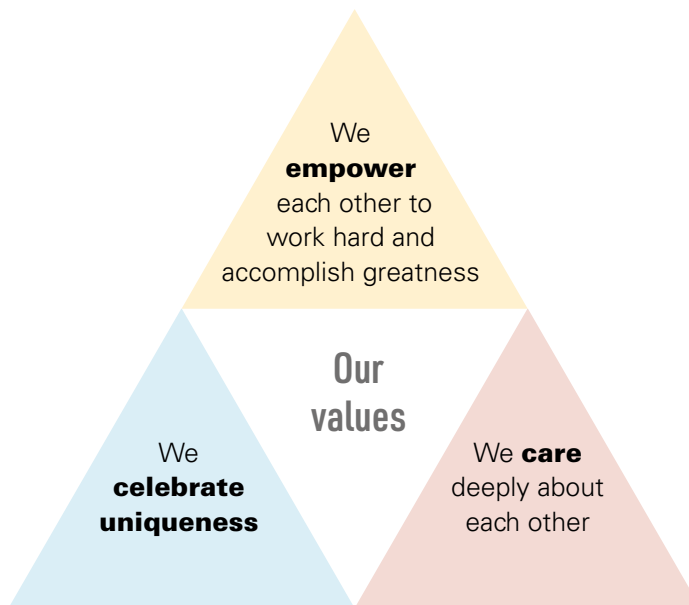 We
empower
each other to
work hard and
accomplish greatness
Our
values
We
celebrate
uniqueness
We care
deeply about
each other